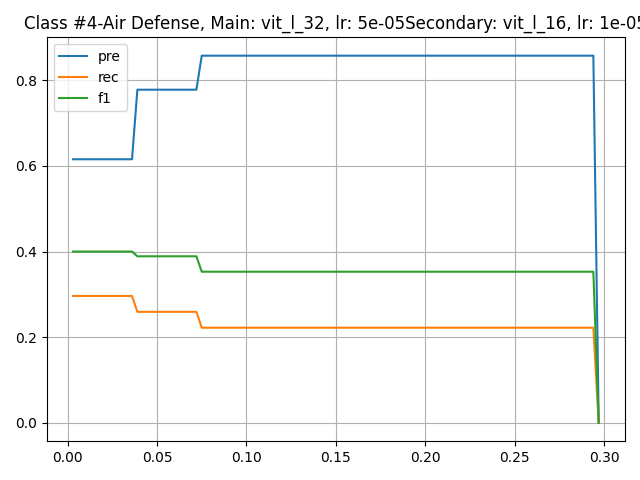 Class #4-Air Defense, Main: vit_l_32, lr: 5e-05Secondary: vit_l_16, lr: 1e-05
pre
rec
f1
0.8
0.6
0.4
0.2
0.0
0.00 0.05 0.10 0.15 0.20 0.25 0.30